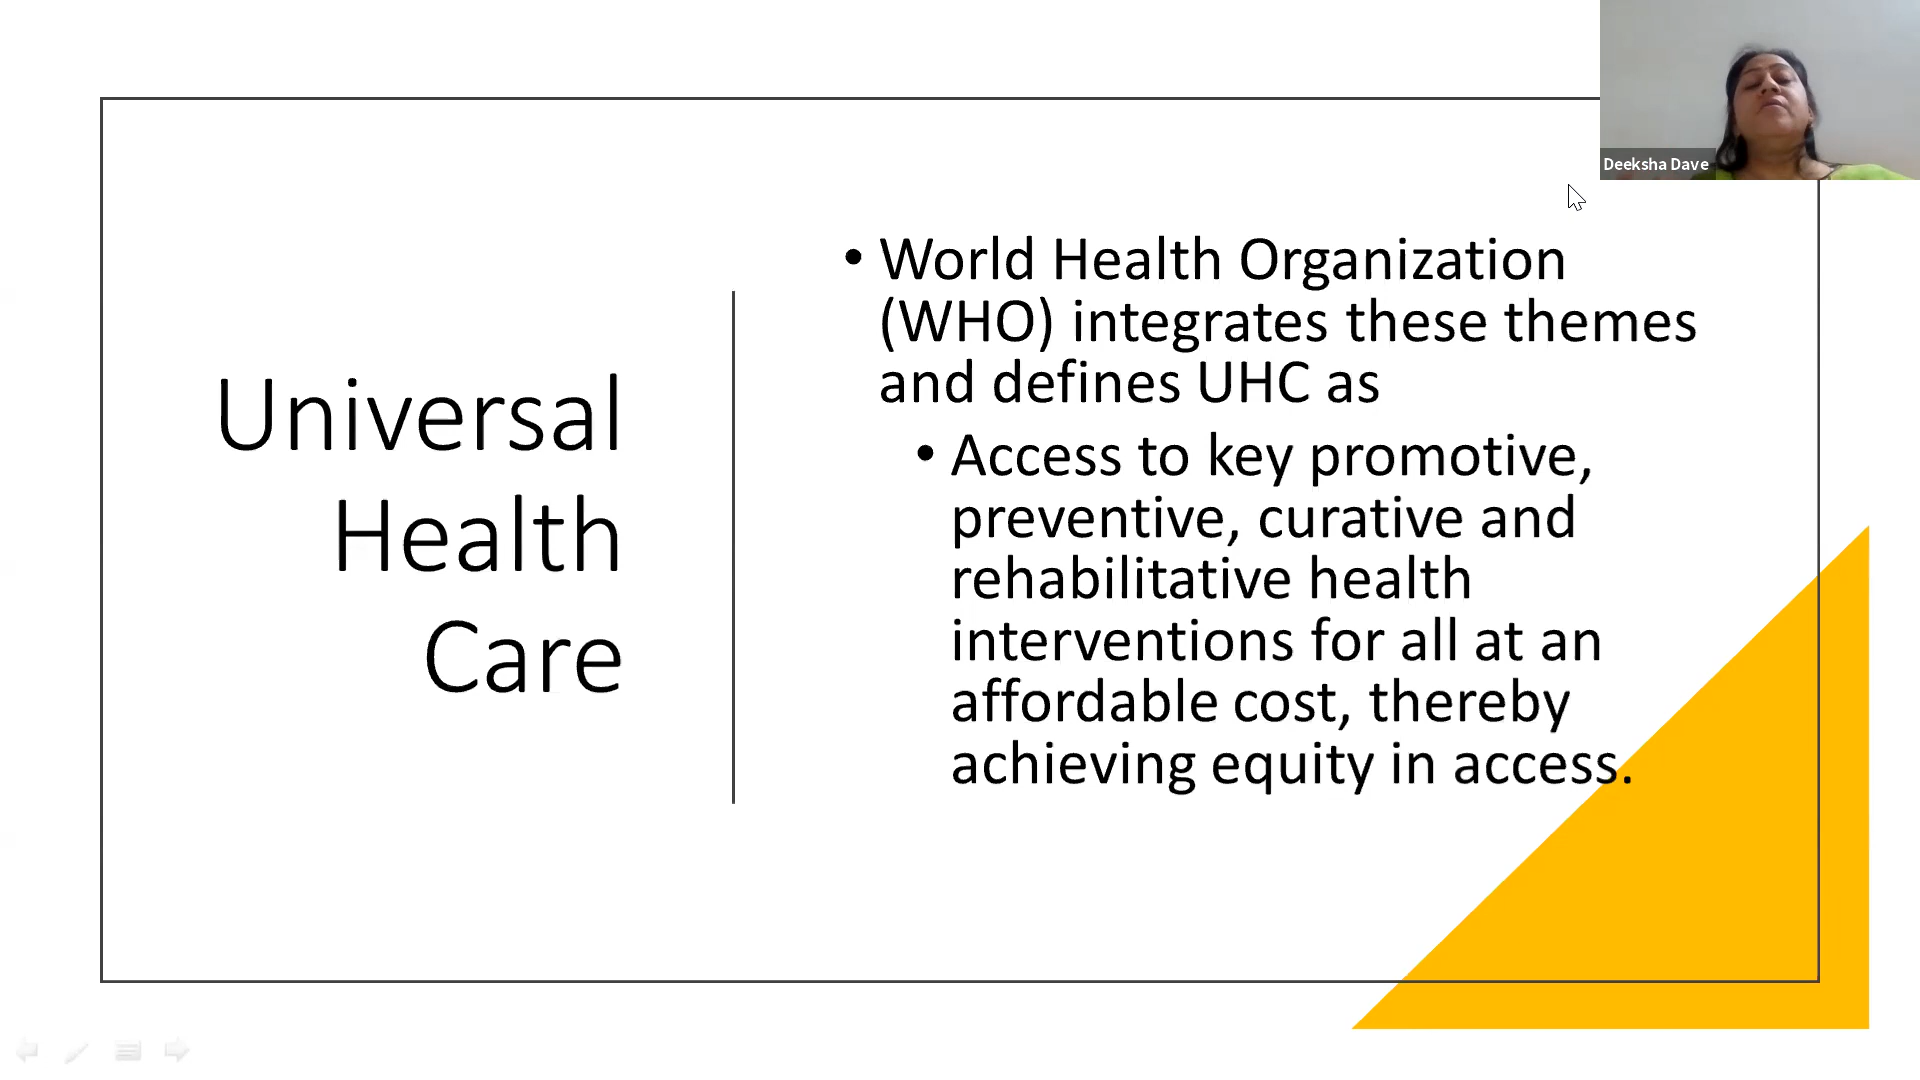 Deeksha Dave
Universal
Health
Care
• World Health Organization
(WHO) integrates these themes
and defines UHC as
• Access to key promotive,
preventive, curative and
rehabilitative health
interventions for all at an
affordable cost, thereby
achieving equity in access.